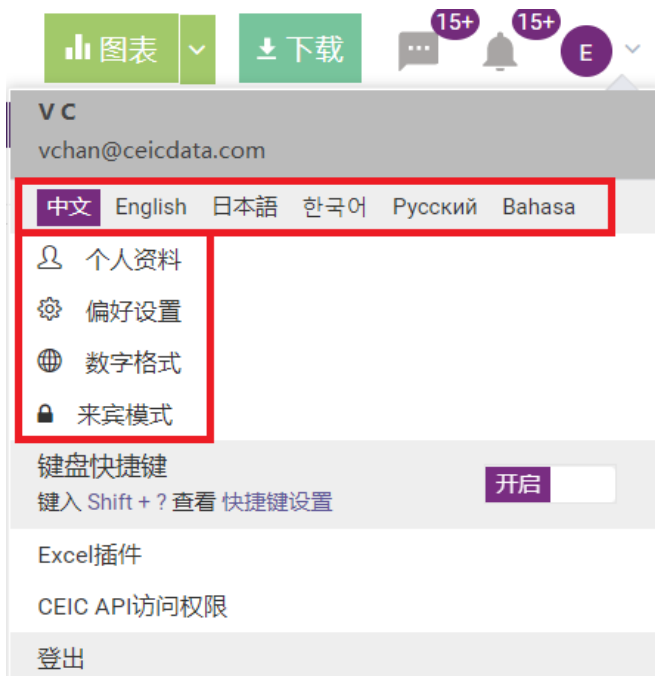 图表 下载 15+ 15+ E
V C
vchan@ceicdata.com
中文 English 日本語 한국어 Русский Bahasa
个人资料
偏好设置
数字格式
来宾模式
键盘快捷键
开启
键入 Shift + ? 查看 快捷键设置
Excel插件
CEIC API访问权限
登出